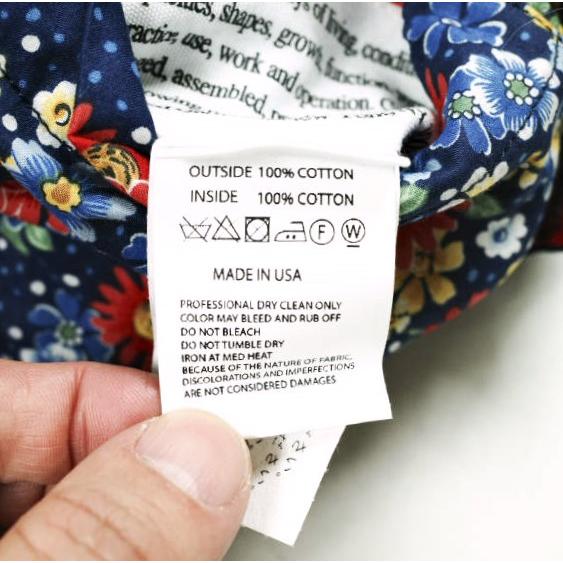 shapes, grow, function
use, work and operation.
assembled,
OUTSIDE 100% COTTON
INSIDE 100% COTTON
F W
MADE IN USA
PROFESSIONAL DRY CLEAN ONLY
COLOR MAY BLEED AND RUB OFF
DO NOT BLEACH
DO NOT TUMBLE DRY
IRON AT MED HEAT
BECAUSE OF THE NATURE OF FABRIC,
DISCOLORATIONS AND IMPERFECTIONS
ARE NOT CONSIDERED DAMAGES